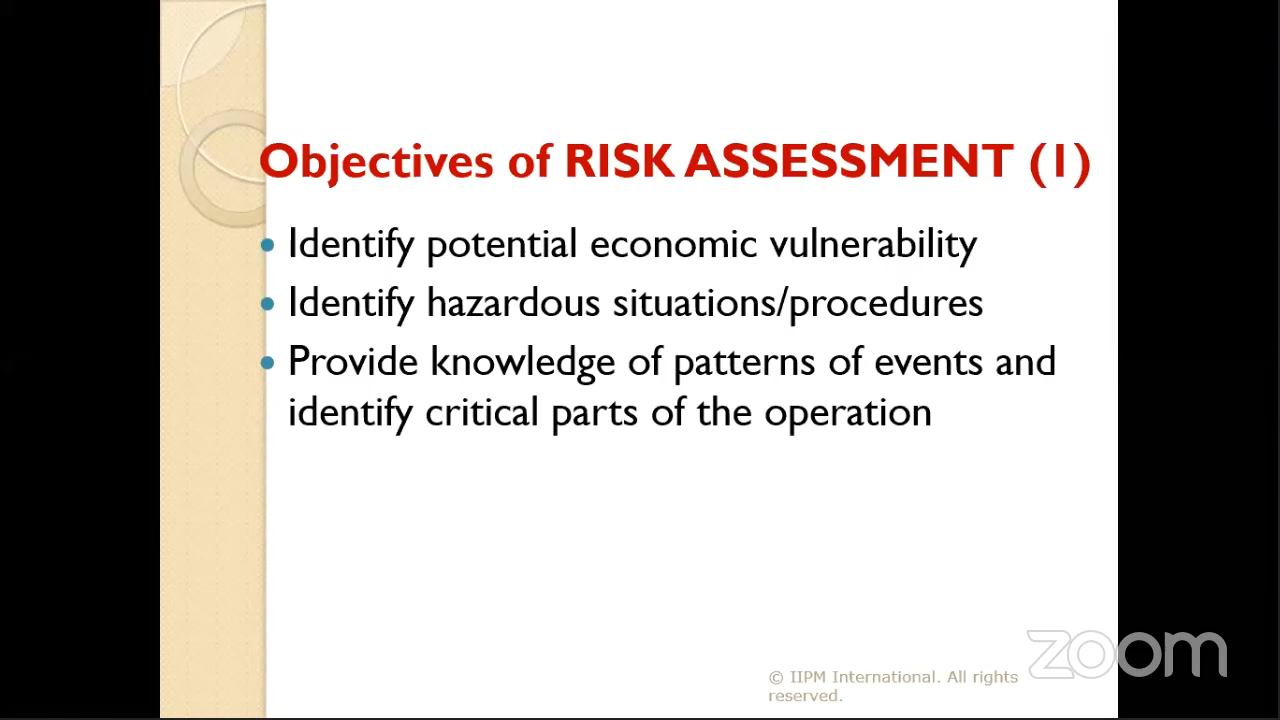 Objectives of RISK ASSESSMENT (1)
• Identify potential economic vulnerability
• Identify hazardous situations/procedures
• Provide knowledge of patterns of events and
identify critical parts of the operation
zoom
© IIPM International. All rights
reserved.